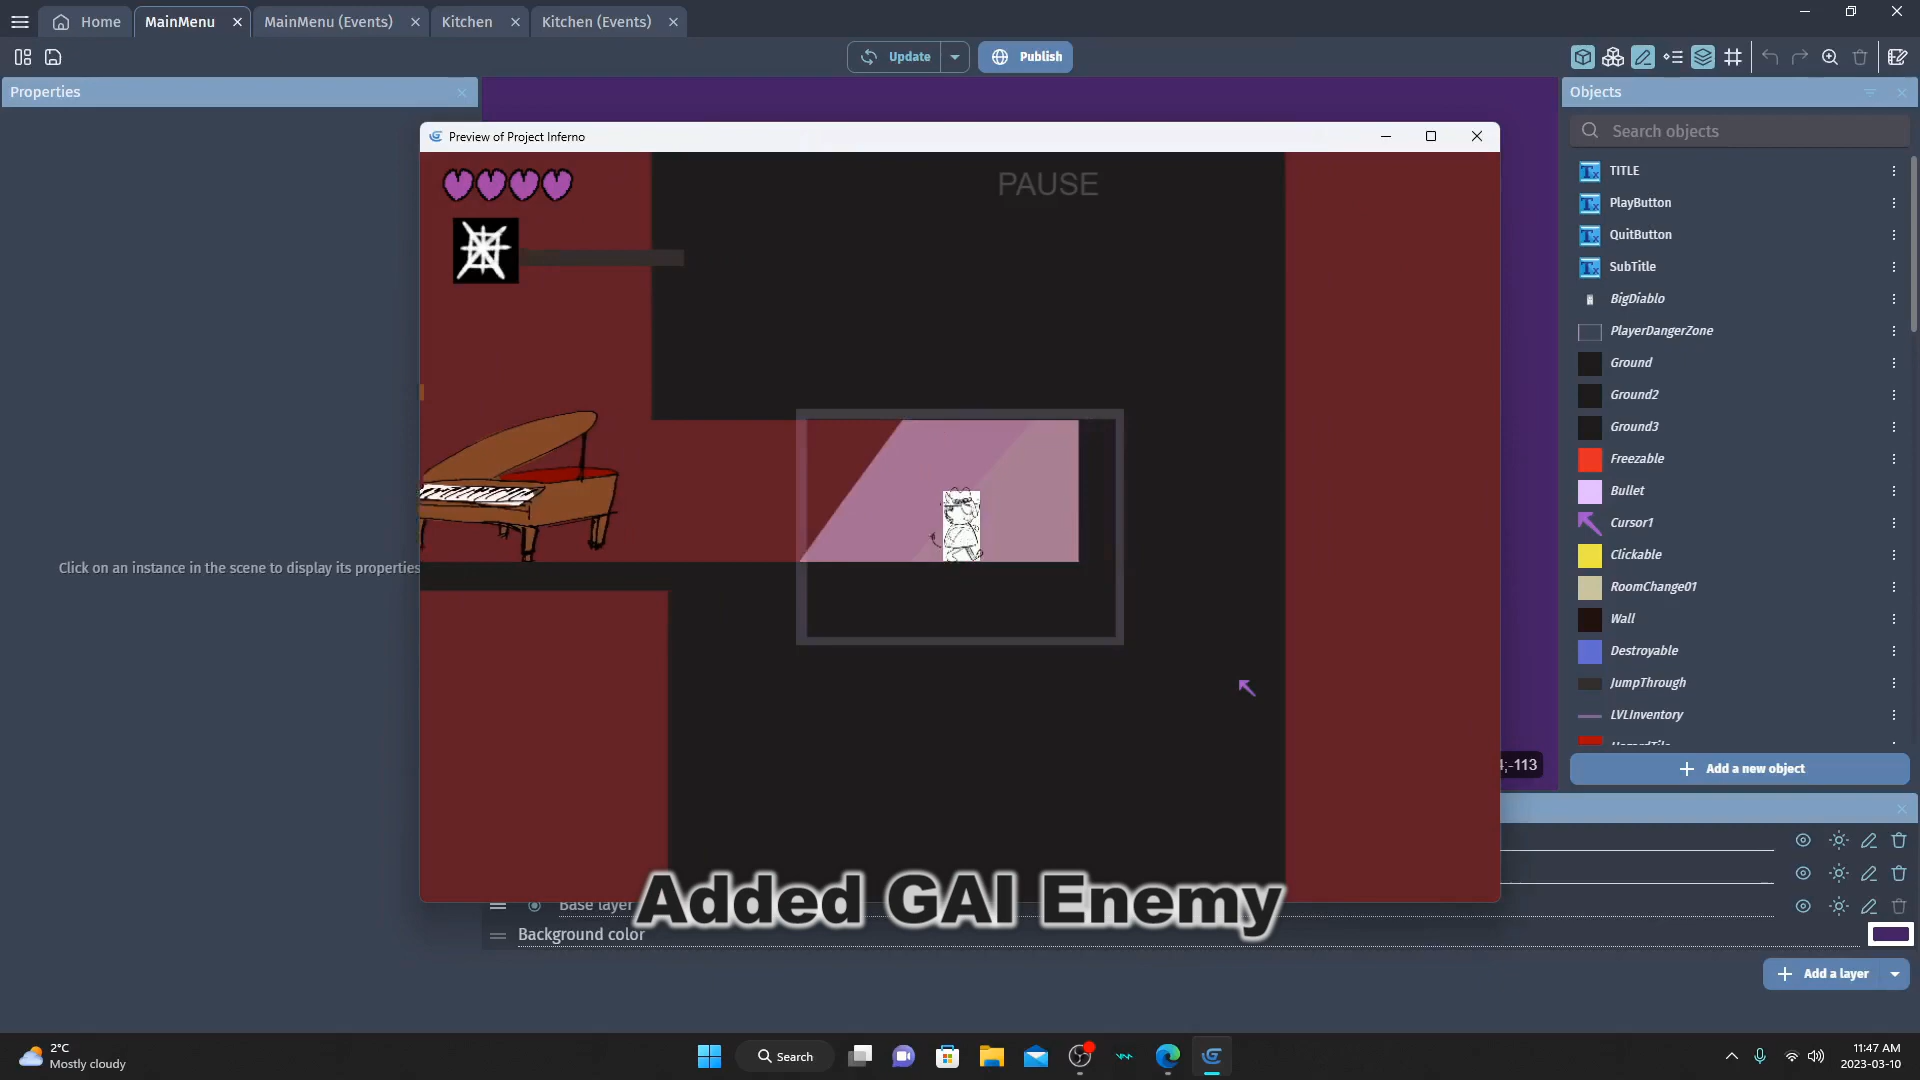 Home
MainMenu
MainMenu (Events)
Kitchen
Kitchen (Events)
Update
Publish
Properties
Objects
Preview of Project Inferno
Search objects
PAUSE
TITLE
PlayButton
QuitButton
SubTitle
BigDiablo
PlayerDangerZone
Ground
Ground2
Ground3
Freezable
Bullet
Cursor1
Clickable
RoomChange01
Wall
Destroyable
JumpThrough
LVLInventory
Click on an instance in the scene to display its properties
;-113
Add a new object
Added GAI Enemy
Base layer
Background color
Add a layer
2°C
Mostly cloudy
Search
11:47 AM
2023-03-10